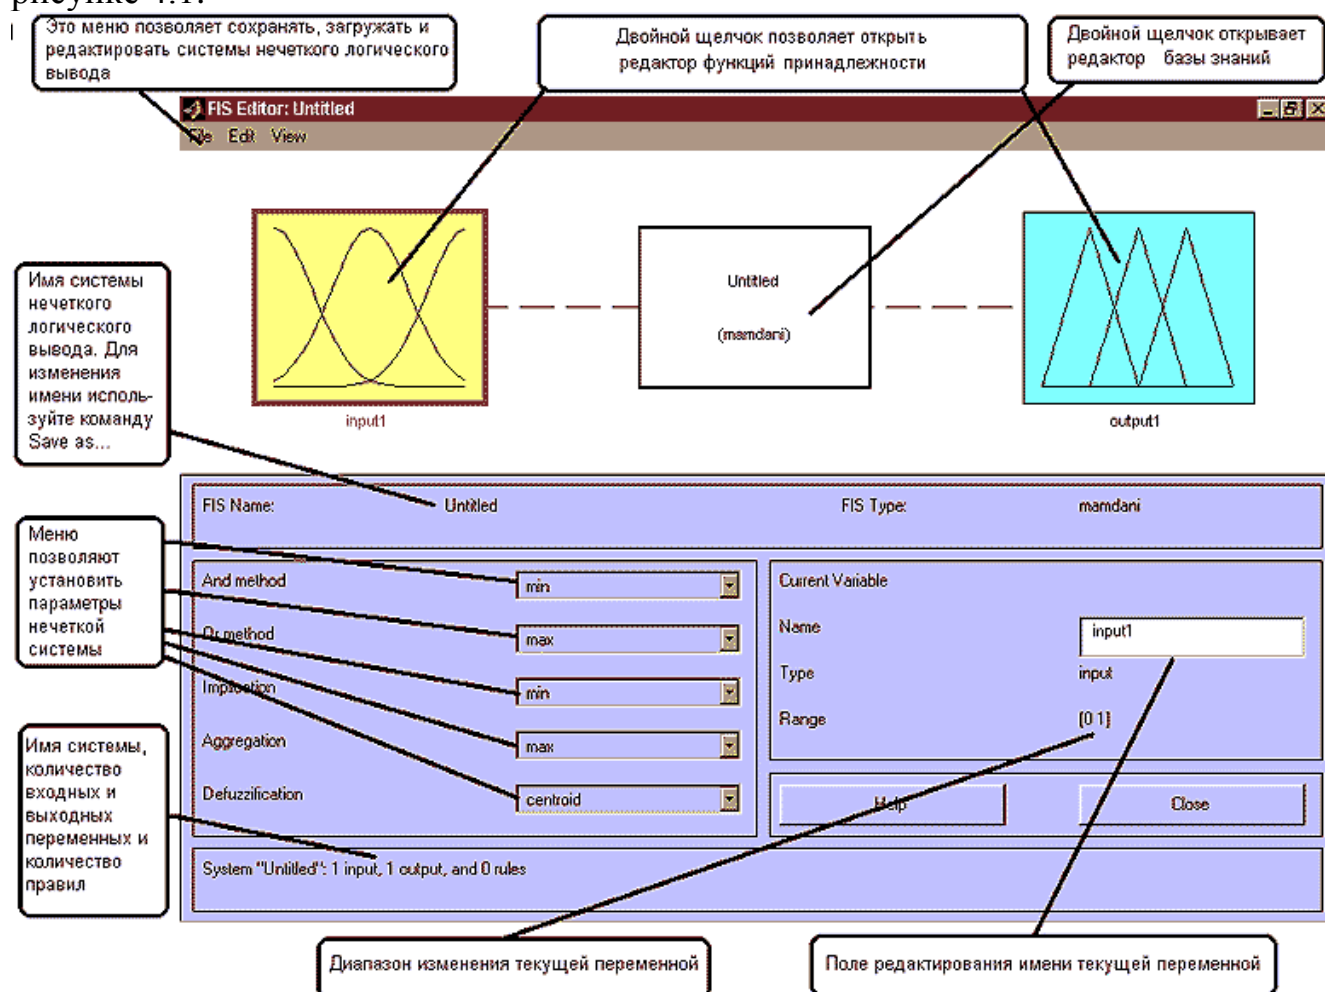 рисунке 4.1.
Это меню позволяет сохранять, загружать и
редактировать системы нечеткого логического
вывода
Двойной щелчок позволяет открыть
редактор функций принадлежности
Двойной щелчок открывает
редактор базы знаний
FIS Editor: Untitled
File Edit View
Untitled
(mamdani)
input1
output1
Имя системы
нечеткого
логического
вывода. Для
изменения
имени исполь-
зуйте команду
Save as...
FIS Name: Untitled FIS Type: mamdani
Меню
позволяют
установить
параметры
нечеткой
системы
And method min
Or method max
Implication min
Aggregation max
Defuzzification centroid
Current Variable
Name input1
Type input
Range [0 1]
Help Close
Имя системы,
количество
входных и
выходных
переменных и
количество
правил
System "Untitled": 1 input, 1 output, and 0 rules
Диапазон изменения текущей переменной
Поле редактирования имени текущей переменной